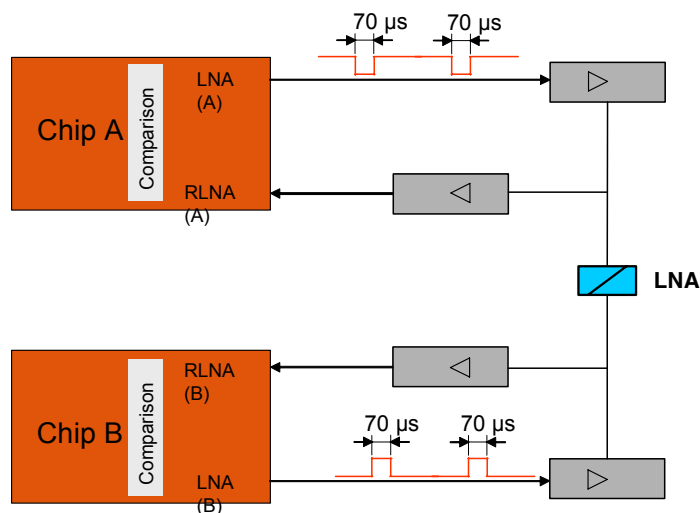 70 µs 70 µs
LNA
(A)
Chip A
Comparison
RLNA
(A)
LNA
RLNA
(B)
70 µs 70 µs
Chip B
Comparison
LNA
(B)